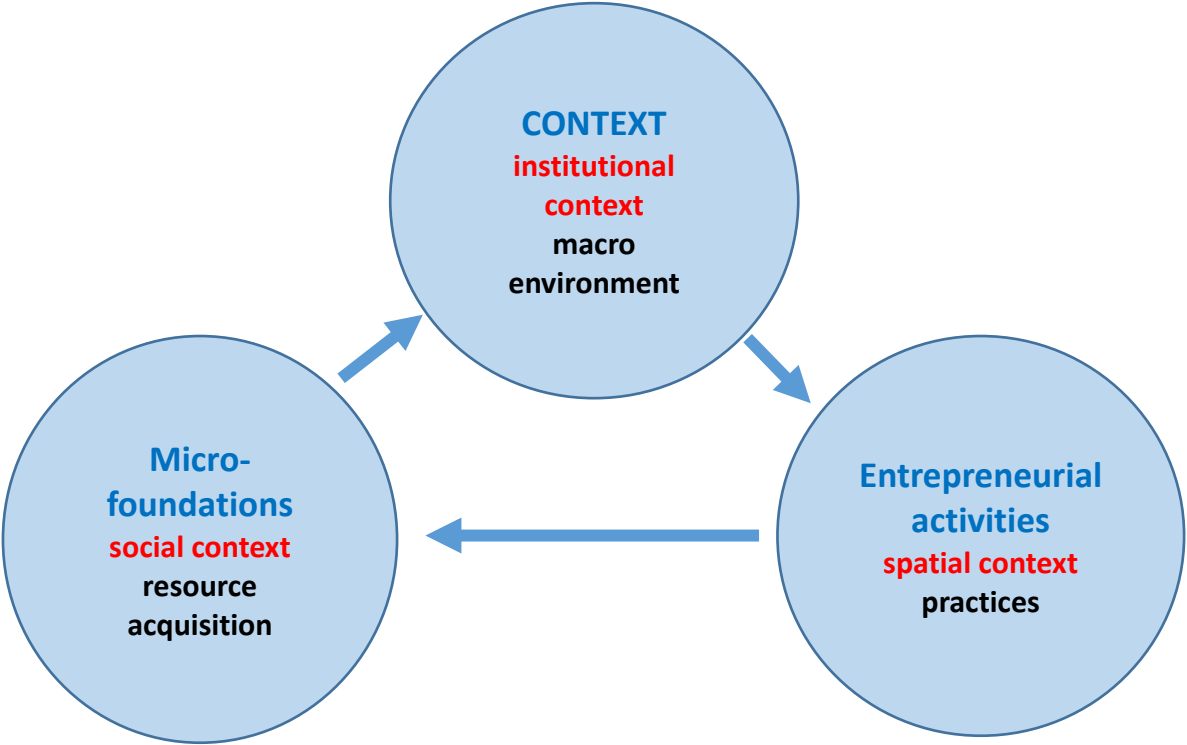 CONTEXT
institutional
context
macro
environment
Micro-
foundations
social context
resource
acquisition
Entrepreneurial
activities
spatial context
practices